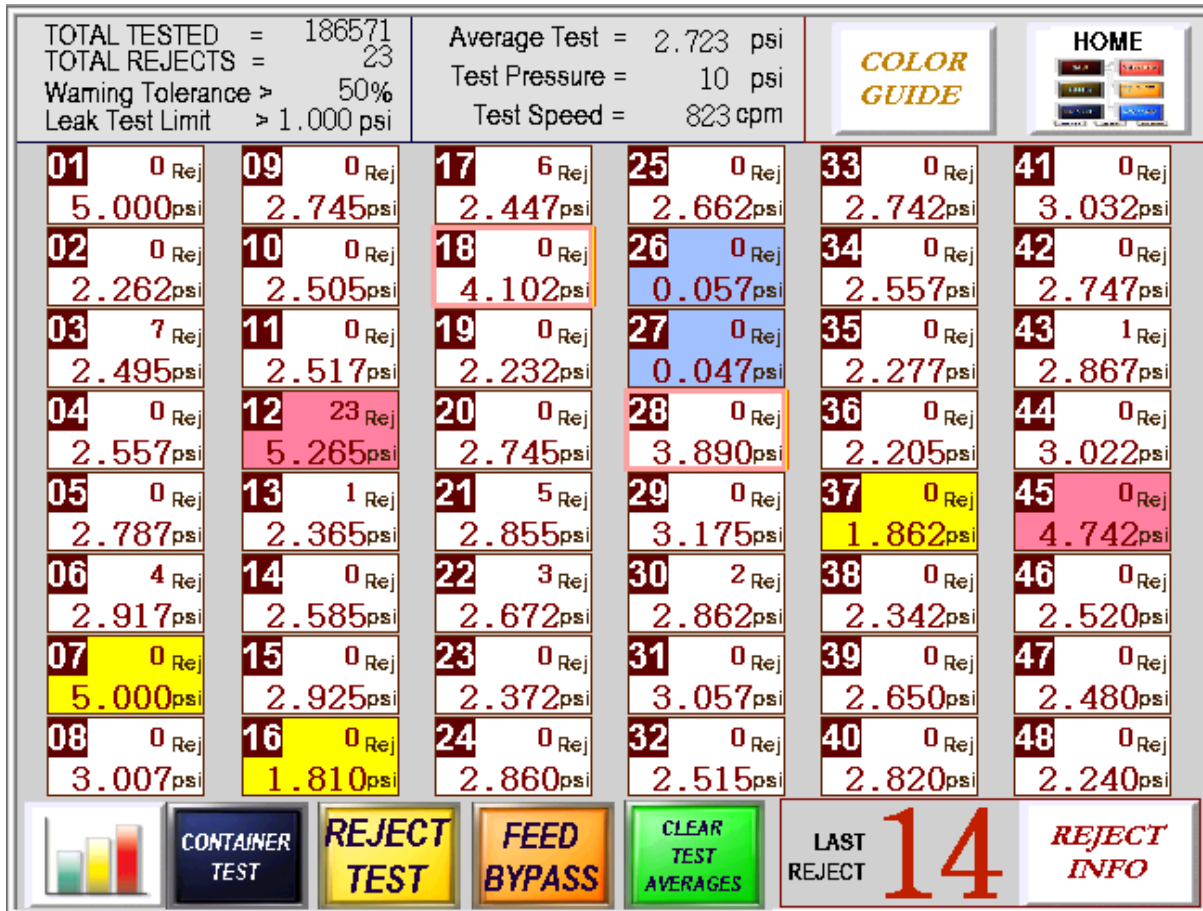 TOTAL TESTED = 186571
TOTAL REJECTS = 23
Warning Tolerance > 50%
Leak Test Limit > 1.000 psi
Average Test = 2.723 psi
Test Pressure = 10 psi
Test Speed = 823 cpm
COLOR
GUIDE
HOME
01 0 Rej 09 0 Rej 17 6 Rej 25 0 Rej 33 0 Rej 41 0 Rej
5.000psi 2.745psi 2.447psi 2.662psi 2.742psi 3.032psi
02 0 Rej 10 0 Rej 18 0 Rej 26 0 Rej 34 0 Rej 42 0 Rej
2.262psi 2.505psi 4.102psi 0.057psi 2.557psi 2.747psi
03 7 Rej 11 0 Rej 19 0 Rej 27 0 Rej 35 0 Rej 43 1 Rej
2.495psi 2.517psi 2.232psi 0.047psi 2.277psi 2.867psi
04 0 Rej 12 23 Rej 20 0 Rej 28 0 Rej 36 0 Rej 44 0 Rej
2.557psi 5.265psi 2.745psi 3.890psi 2.205psi 3.022psi
05 0 Rej 13 1 Rej 21 5 Rej 29 0 Rej 37 0 Rej 45 0 Rej
2.787psi 2.365psi 2.855psi 3.175psi 1.862psi 4.742psi
06 4 Rej 14 0 Rej 22 3 Rej 30 2 Rej 38 0 Rej 46 0 Rej
2.917psi 2.585psi 2.672psi 2.862psi 2.342psi 2.520psi
07 0 Rej 15 0 Rej 23 0 Rej 31 0 Rej 39 0 Rej 47 0 Rej
5.000psi 2.925psi 2.372psi 3.057psi 2.650psi 2.480psi
08 0 Rej 16 0 Rej 24 0 Rej 32 0 Rej 40 0 Rej 48 0 Rej
3.007psi 1.810psi 2.860psi 2.515psi 2.820psi 2.240psi
CONTAINER
TEST
REJECT
TEST
FEED
BYPASS
CLEAR
TEST
AVERAGES
LAST
REJECT
14
REJECT
INFO